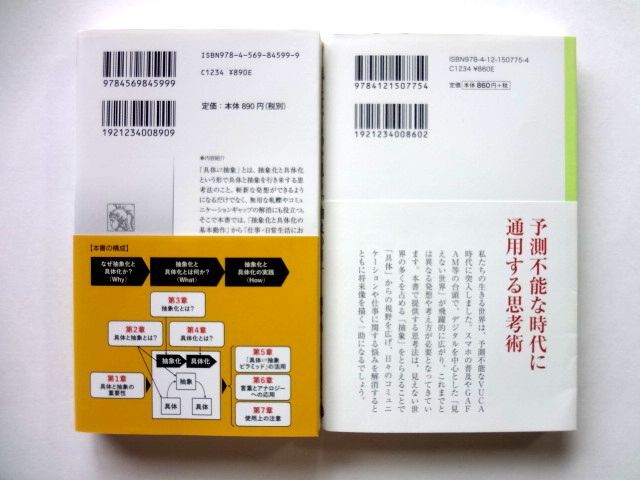 ISBN978-4-569-84599-9
C1234 ¥890E
9784569845999
定価：本体 890円（税別）
1921234008909
●内容紹介
「具体⇔抽象」とは、抽象化と具体化
という形で具体と抽象を行き来する思
考法のこと。斬新な発想ができるよう
になるだけでなく、無用な軋轢やコミュ
ニケーションギャップの解消にも役立つ。
そこで本書では、「抽象化と具体化の
基本動作」から「仕事・日常生活にお
【本書の構成】
なぜ抽象化と
具体化か?
(Why)
抽象化と
具体化とは何か?
(What)
抽象化と
具体化の実践
(How)
第3章
抽象化とは?
第2章
具体と抽象とは?
第4章
具体化とは?
抽象化
具体化
抽象
具体
具体
第1章
具体と抽象の
重要性
第5章
「具体⇔抽象
ピラミッド」の活用
第6章
言葉とアナロジー
への応用
第7章
使用上の注意
ISBN978-4-12-150775-4
C1234 ¥860E
9784121507754
定価 本体860円+税
1921234008602
予測不能な時代に
通用する思考術
私たちの生きる世界は、予測不能なVUCA
時代に突入しました。スマホの普及やGAF
AM等の台頭で、デジタルを中心とした「見
えない世界」が飛躍的に広がり、これまでと
は異なる発想や考え方が必要となってきてい
ます。本書で提供する思考法は、見えない世
界の多くを占める「抽象」をとらえることで
「具体」からの視野を広げ、日々のコミュニ
ケーションや仕事に関する悩みを解消すると
ともに将来像を描く一助になるでしょう。